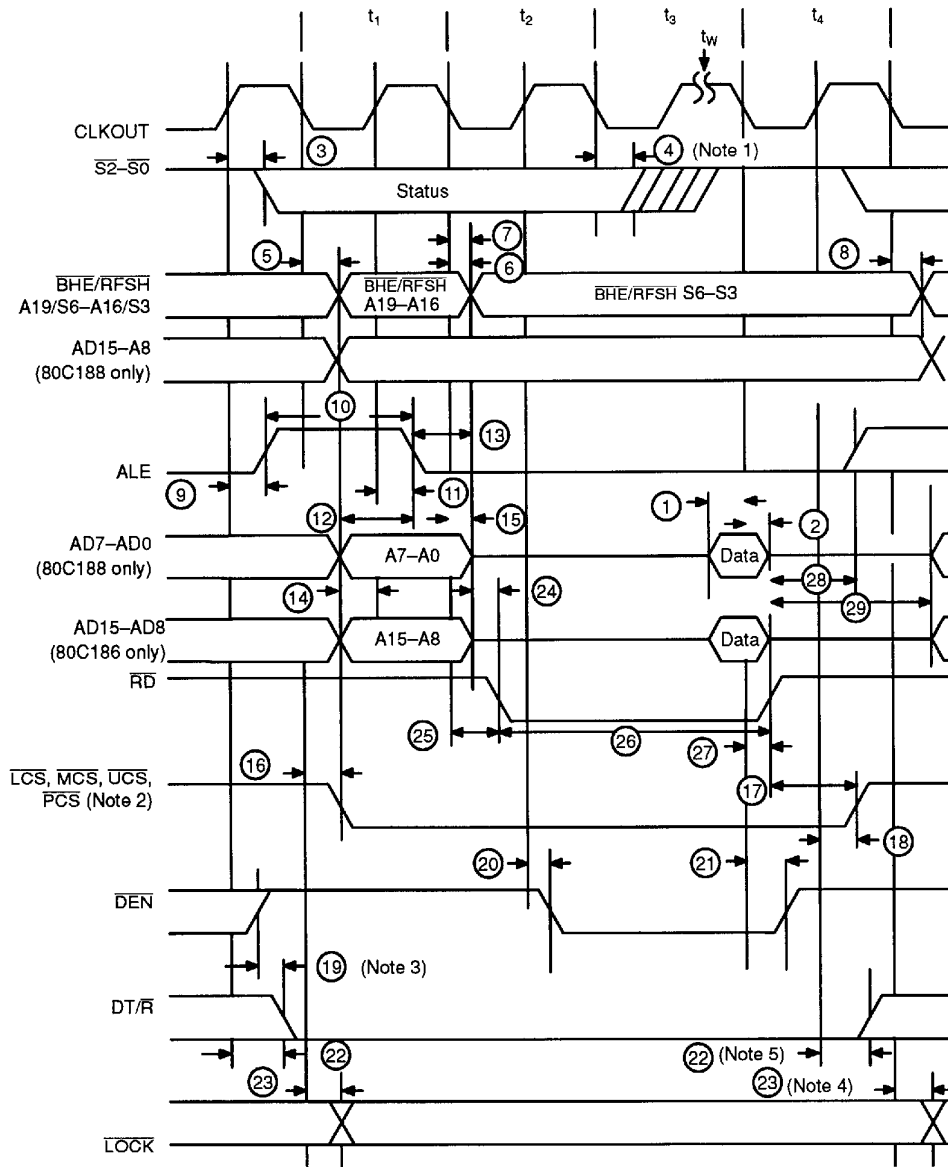 t1 t2 t3 t4
tW
CLKOUT
3 4 (Note 1)
S2–S0
Status
7
5 6 8
BHE/RFSH
A19/S6–A16/S3
BHE/RFSH
A19–A16
BHE/RFSH S6–S3
AD15–A8
(80C188 only)
10
13
ALE
9 11
12 15 1 2
AD7–AD0
(80C188 only)
A7–A0
Data
28
14 24
29
AD15–AD8
(80C186 only)
A15–A8
Data
RD
25 26
27
16
17
LCS, MCS, UCS,
PCS (Note 2)
18
20 21
DEN
19 (Note 3)
DT/R
22 22 (Note 5)
23 23 (Note 4)
LOCK